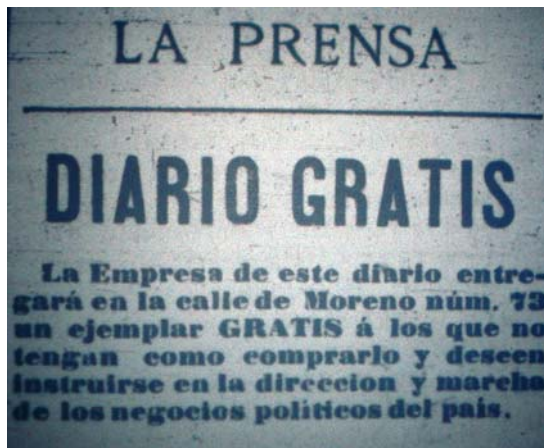 LA PRENSA
DIARIO GRATIS
La Empresa de este diario entre-
gará en la calle de Moreno núm. 73
un ejemplar GRATIS á los que no
tengan como comprarlo y deseen
instruirse en la direccion y marcha
de los negocios políticos del país.